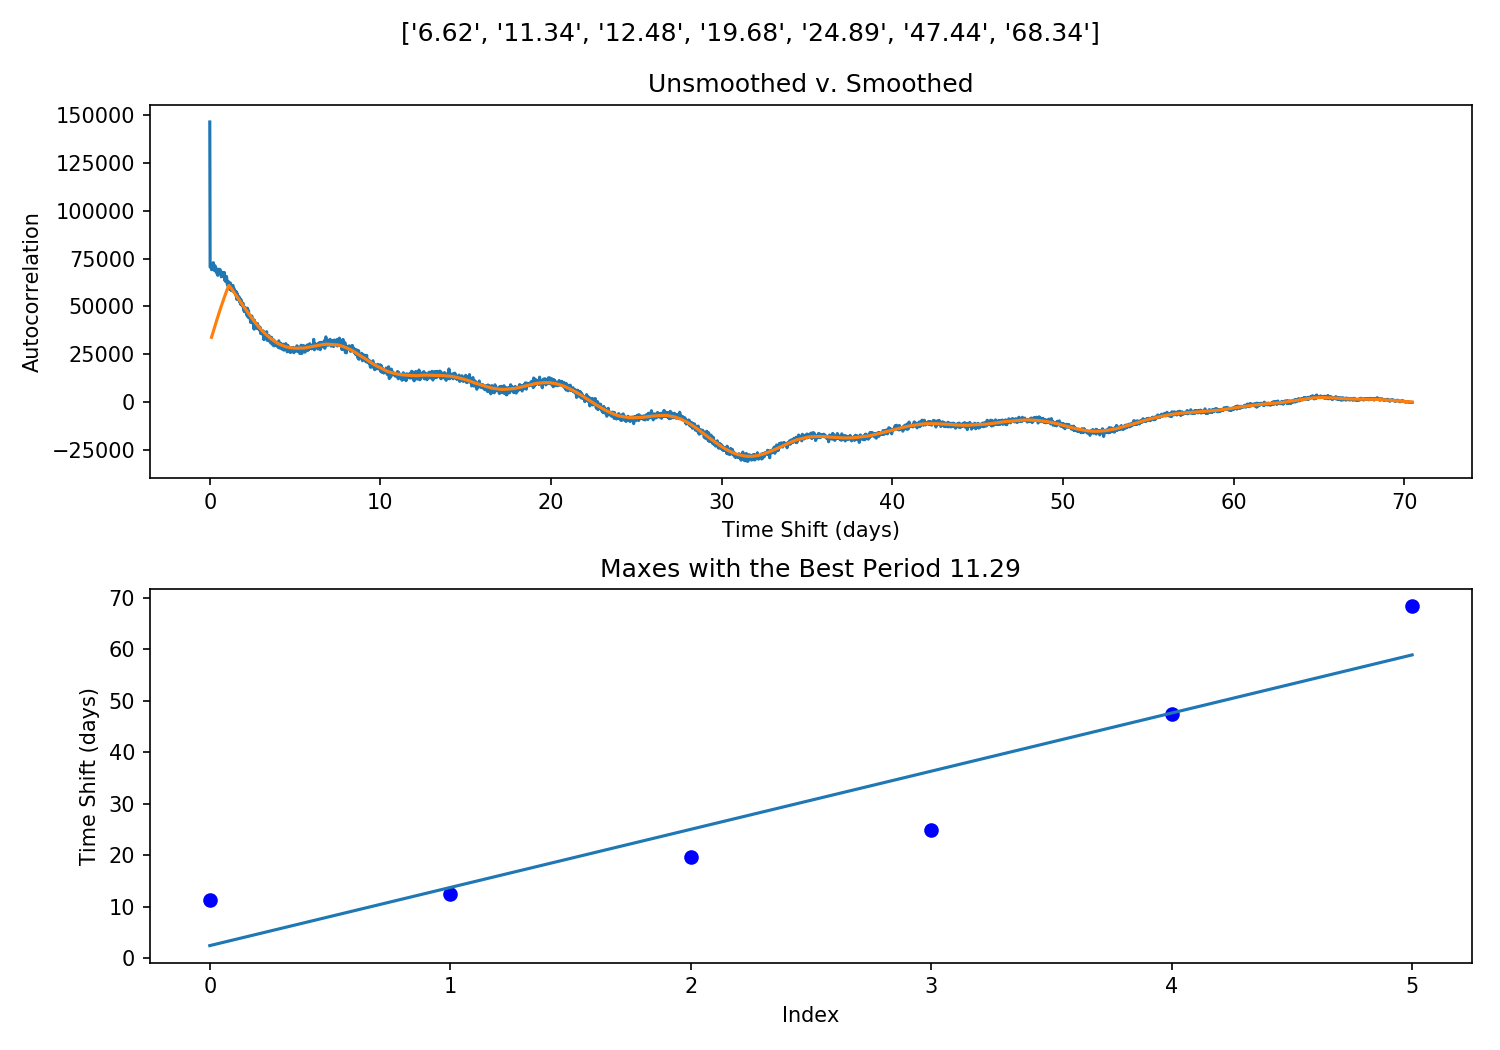 ['6.62', '11.34', '12.48', '19.68', '24.89', '47.44', '68.34']
Unsmoothed v. Smoothed
150000
125000
100000
75000
50000
25000
0
−25000
Autocorrelation
0 10 20 30 40 50 60 70
Time Shift (days)
Maxes with the Best Period 11.29
70
60
50
40
30
20
10
0
Time Shift (days)
0 1 2 3 4 5
Index